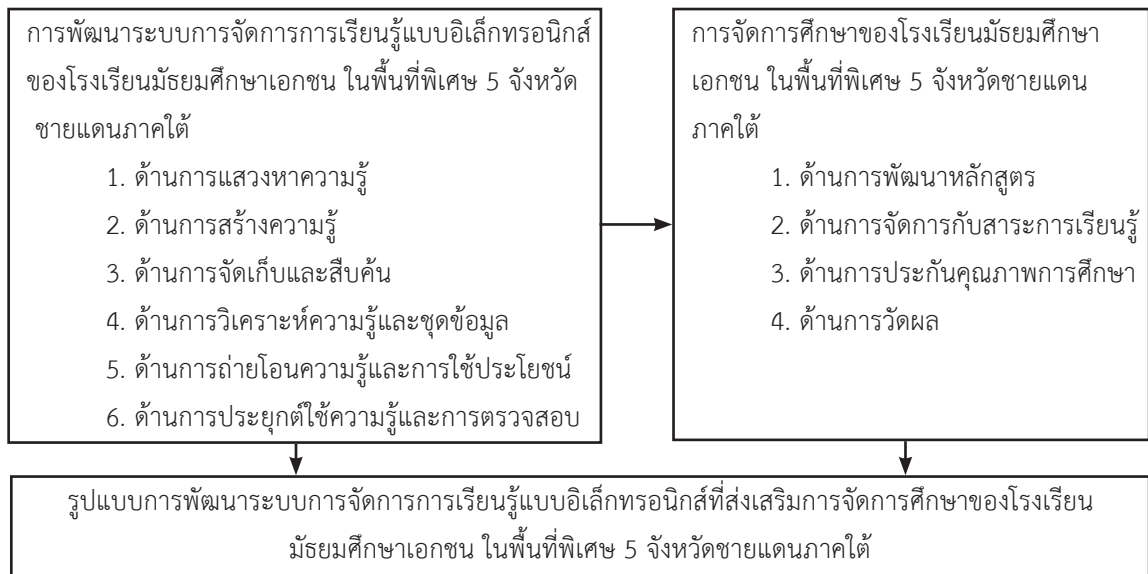 การพัฒนาระบบการจัดการการเรียนรู้แบบอิเล็กทรอนิกส์
ของโรงเรียนมัธยมศึกษาเอกชน ในพื้นที่พิเศษ 5 จังหวัด
ชายแดนภาคใต้
1. ด้านการแสวงหาความรู้
2. ด้านการสร้างความรู้
3. ด้านการจัดเก็บและสืบค้น
4. ด้านการวิเคราะห์ความรู้และชุดข้อมูล
5. ด้านการถ่ายโอนความรู้และการใช้ประโยชน์
6. ด้านการประยุกต์ใช้ความรู้และการตรวจสอบ
การจัดการศึกษาของโรงเรียนมัธยมศึกษา
เอกชน ในพื้นที่พิเศษ 5 จังหวัดชายแดน
ภาคใต้
1. ด้านการพัฒนาหลักสูตร
2. ด้านการจัดการกับสาระการเรียนรู้
3. ด้านการประกันคุณภาพการศึกษา
4. ด้านการวัดผล
รูปแบบการพัฒนาระบบการจัดการการเรียนรู้แบบอิเล็กทรอนิกส์ที่ส่งเสริมการจัดการศึกษาของโรงเรียน
มัธยมศึกษาเอกชน ในพื้นที่พิเศษ 5 จังหวัดชายแดนภาคใต้